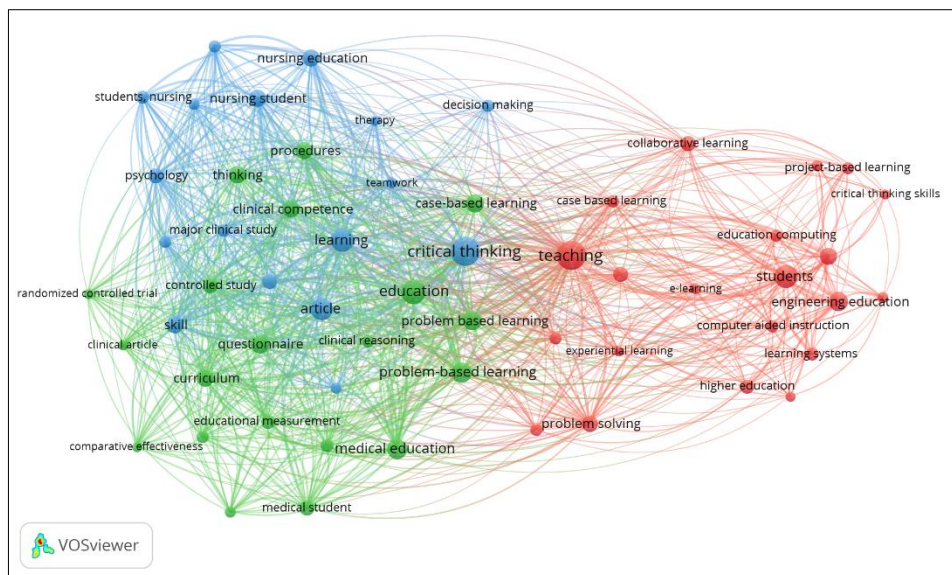 nursing education
students, nursing
nursing student
decision making
therapy
collaborative learning
procedures
project-based learning
psychology
thinking
teamwork
critical thinking skills
case-based learning
case based learning
clinical competence
major clinical study
learning
education computing
critical thinking
teaching
students
controlled study
randomized controlled trial
education
e-learning
engineering education
article
skill
problem based learning
computer aided instruction
clinical article
questionnaire
clinical reasoning
experiential learning
learning systems
curriculum
problem-based learning
higher education
educational measurement
problem solving
comparative effectiveness
medical education
medical student
VOSviewer